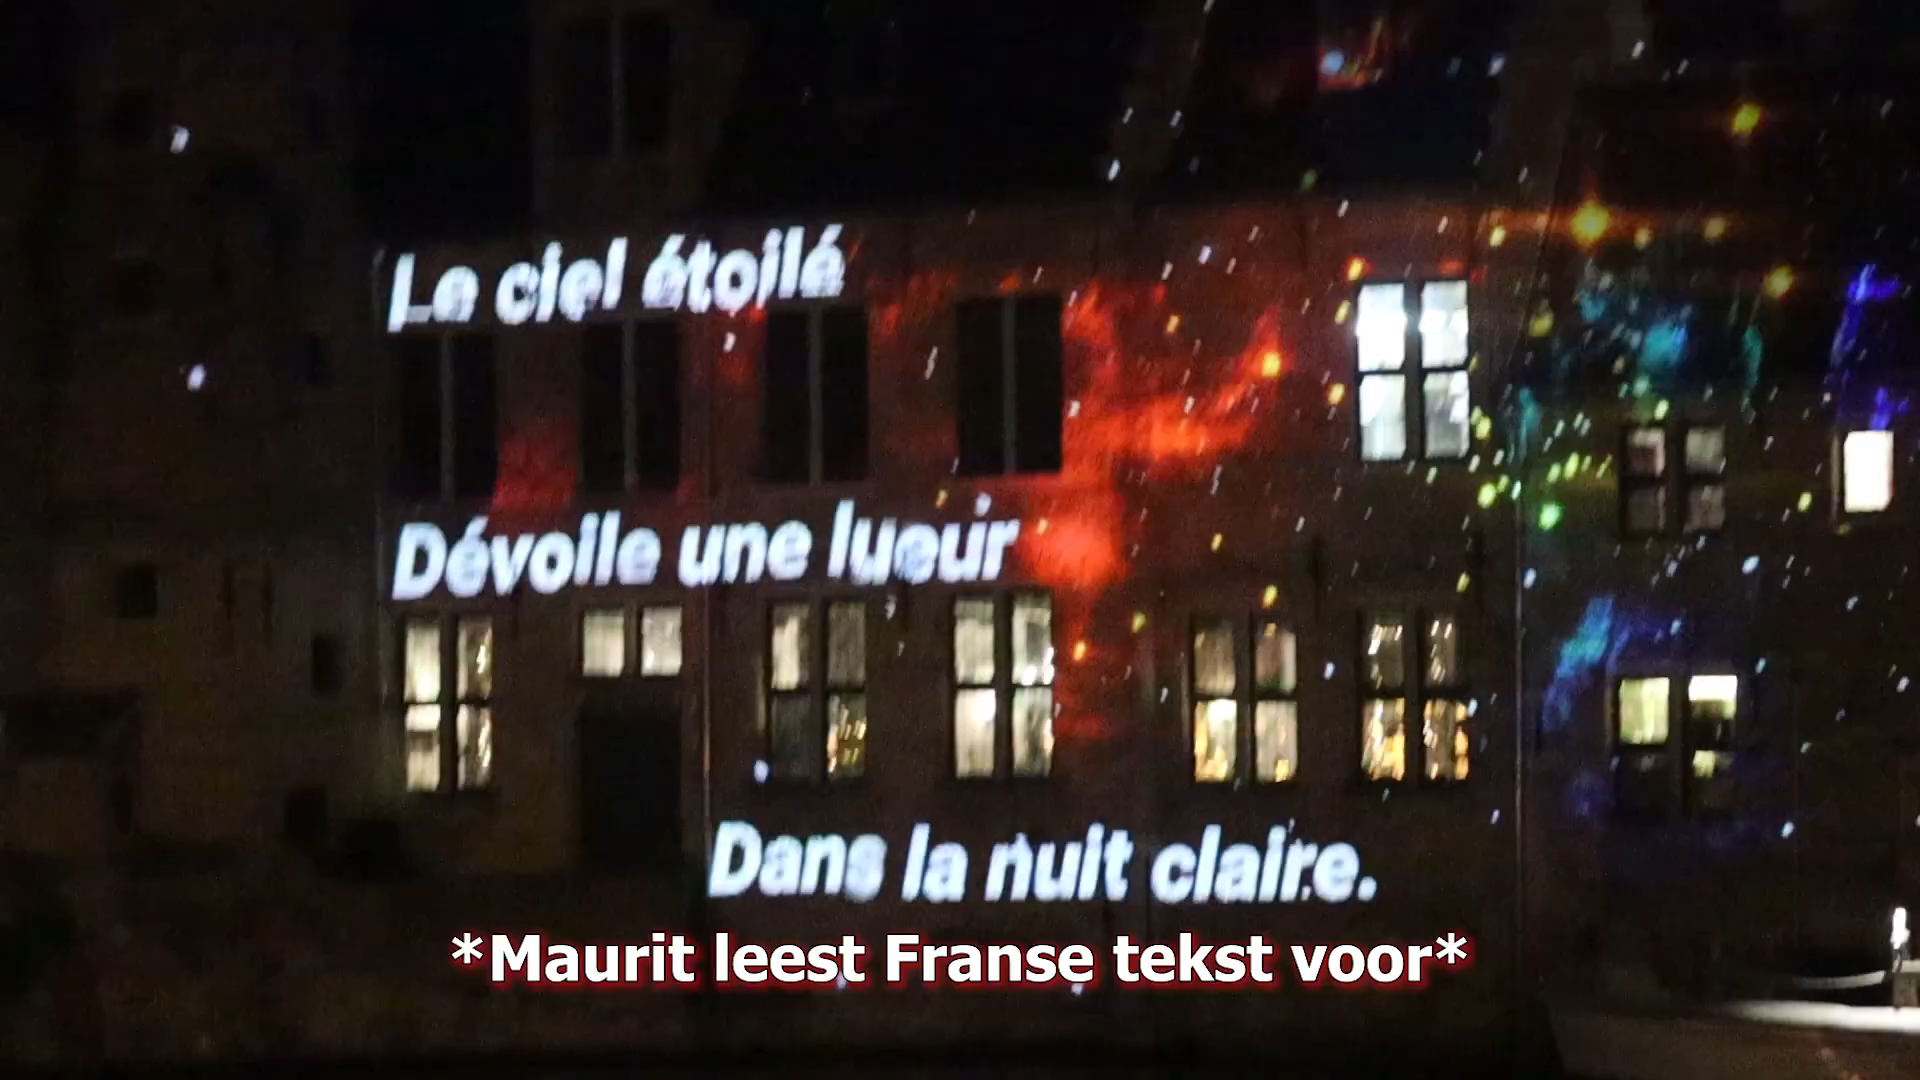 Le ciel étoilé
Dévoile une lueur
Dans la nuit claire.
*Maurit leest Franse tekst voor*